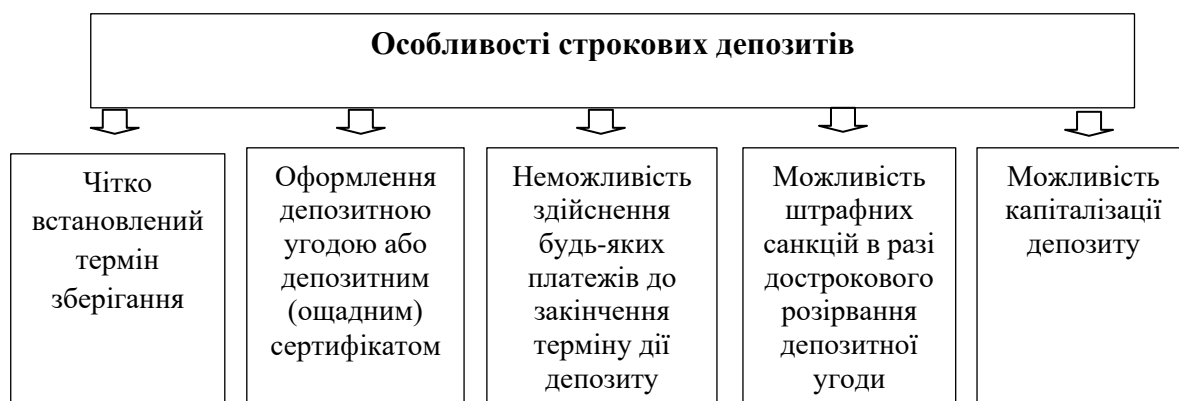 Особливості строкових депозитів
Чітко
встановлений
термін
зберігання
Оформлення
депозитною
угодою або
депозитним
(ощадним)
сертифікатом
Неможливість
здійснення
будь-яких
платежів до
закінчення
терміну дії
депозиту
Можливість
штрафних
санкцій в разі
дострокового
розірвання
депозитної
угоди
Можливість
капіталізації
депозиту